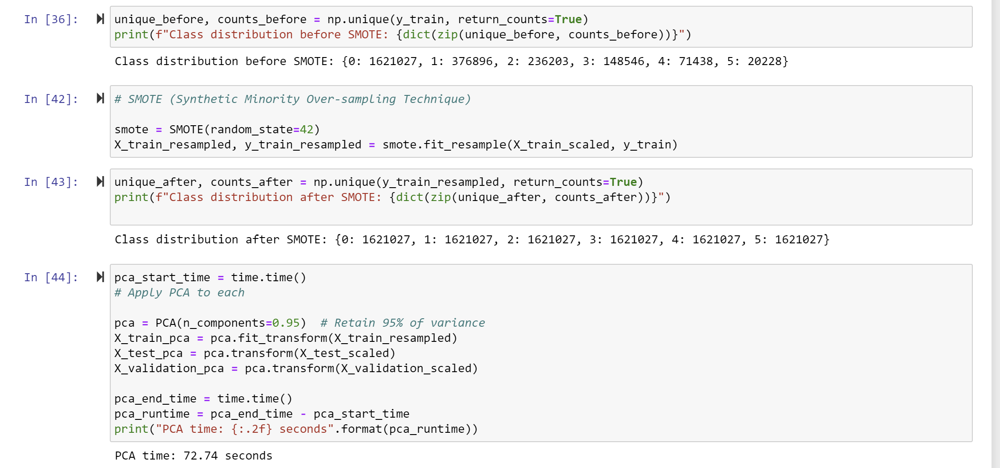 In [36]: unique_before, counts_before = np.unique(y_train, return_counts=True)
print(f"Class distribution before SMOTE: {dict(zip(unique_before, counts_before))}")
Class distribution before SMOTE: {0: 1621027, 1: 376896, 2: 236203, 3: 148546, 4: 71438, 5: 20228}
In [42]: # SMOTE (Synthetic Minority Over-sampling Technique)
smote = SMOTE(random_state=42)
X_train_resampled, y_train_resampled = smote.fit_resample(X_train_scaled, y_train)
In [43]: unique_after, counts_after = np.unique(y_train_resampled, return_counts=True)
print(f"Class distribution after SMOTE: {dict(zip(unique_after, counts_after))}")
Class distribution after SMOTE: {0: 1621027, 1: 1621027, 2: 1621027, 3: 1621027, 4: 1621027, 5: 1621027}
In [44]: pca_start_time = time.time()
# Apply PCA to each
pca = PCA(n_components=0.95)  # Retain 95% of variance
X_train_pca = pca.fit_transform(X_train_resampled)
X_test_pca = pca.transform(X_test_scaled)
X_validation_pca = pca.transform(X_validation_scaled)
pca_end_time = time.time()
pca_runtime = pca_end_time - pca_start_time
print("PCA time: {:.2f} seconds".format(pca_runtime))
PCA time: 72.74 seconds